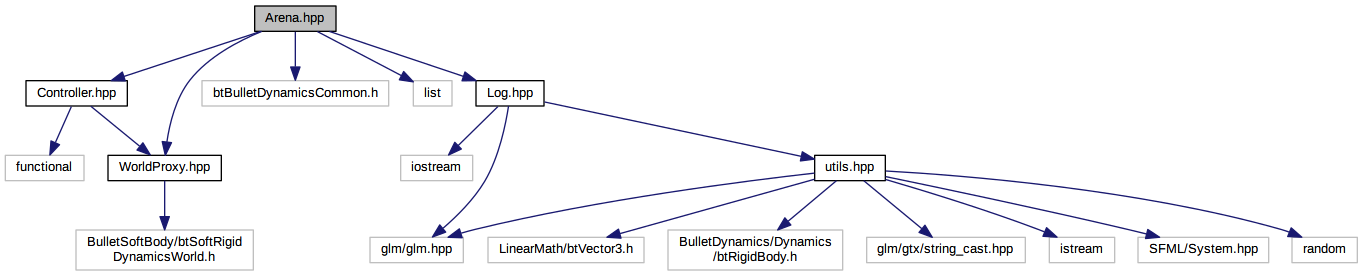 Arena.hpp
Controller.hpp
btBulletDynamicsCommon.h
list
Log.hpp
functional
WorldProxy.hpp
iostream
utils.hpp
BulletSoftBody/btSoftRigid
DynamicsWorld.h
glm/glm.hpp
LinearMath/btVector3.h
BulletDynamics/Dynamics
/btRigidBody.h
glm/gtx/string_cast.hpp
istream
SFML/System.hpp
random